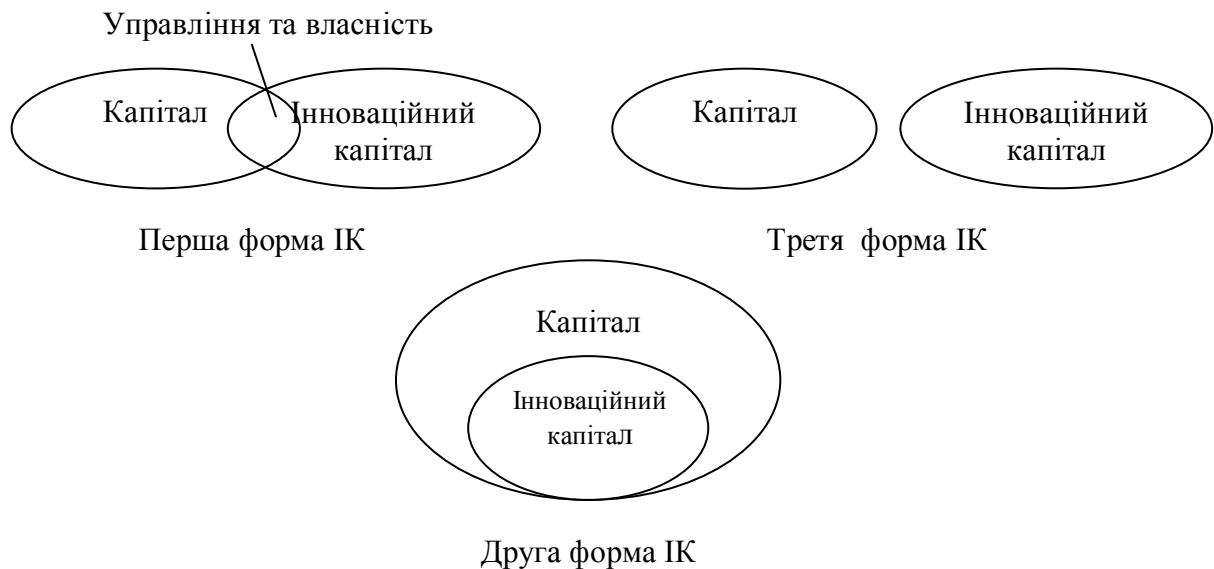 Управління та власність
Капітал
Інноваційний
капітал
Перша форма ІК
Капітал
Інноваційний
капітал
Третя форма ІК
Капітал
Інноваційний
капітал
Друга форма ІК